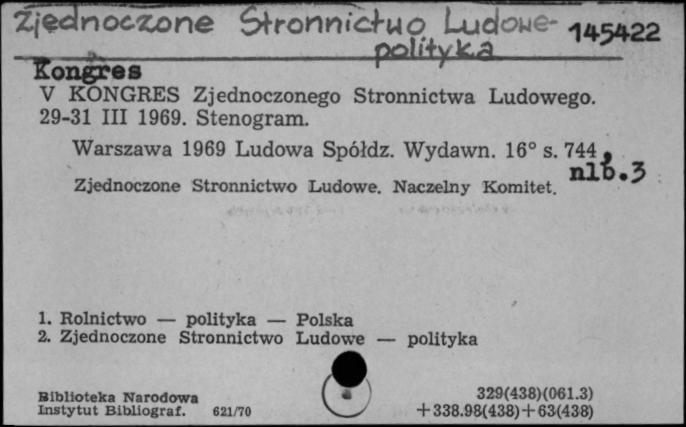 Zjednoczone Stronnictwo Ludowe- 145422
polityka
Kongres
V KONGRES Zjednoczonego Stronnictwa Ludowego.
29-31 III 1969. Stenogram.
Warszawa 1969 Ludowa Spółdz. Wydawn. 16° s. 744,
nlb.3
Zjednoczone Stronnictwo Ludowe. Naczelny Komitet.
1. Rolnictwo — polityka — Polska
2. Zjednoczone Stronnictwo Ludowe — polityka
Biblioteka Narodowa 329(438)(061.3)
Instytut Bibliograf. 621/70 +338.98(438)+63(438)